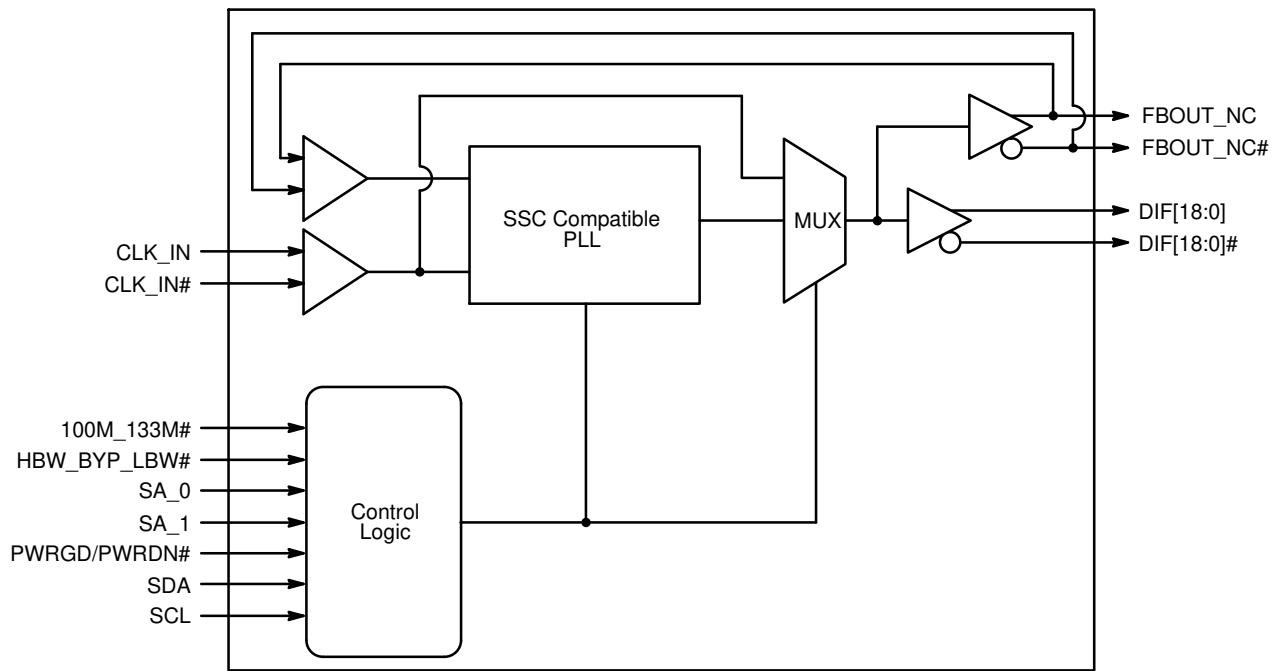 FBOUT_NC
FBOUT_NC#
SSC Compatible
PLL
MUX
DIF[18:0]
DIF[18:0]#
CLK_IN
CLK_IN#
100M_133M#
HBW_BYP_LBW#
SA_0
SA_1
PWRGD/PWRDN#
SDA
SCL
Control
Logic